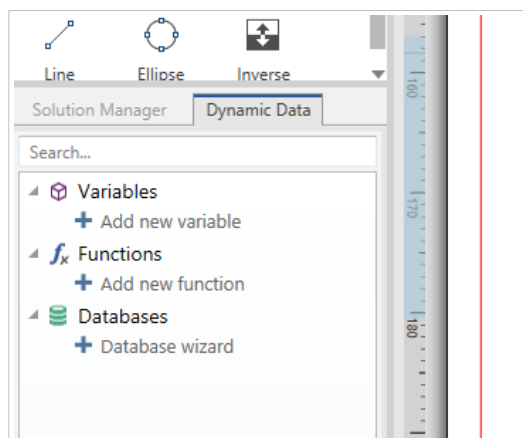 Line Ellipse Inverse
Solution Manager Dynamic Data
Search...
Variables
Add new variable
Functions
Add new function
Databases
Database wizard
160
170
180